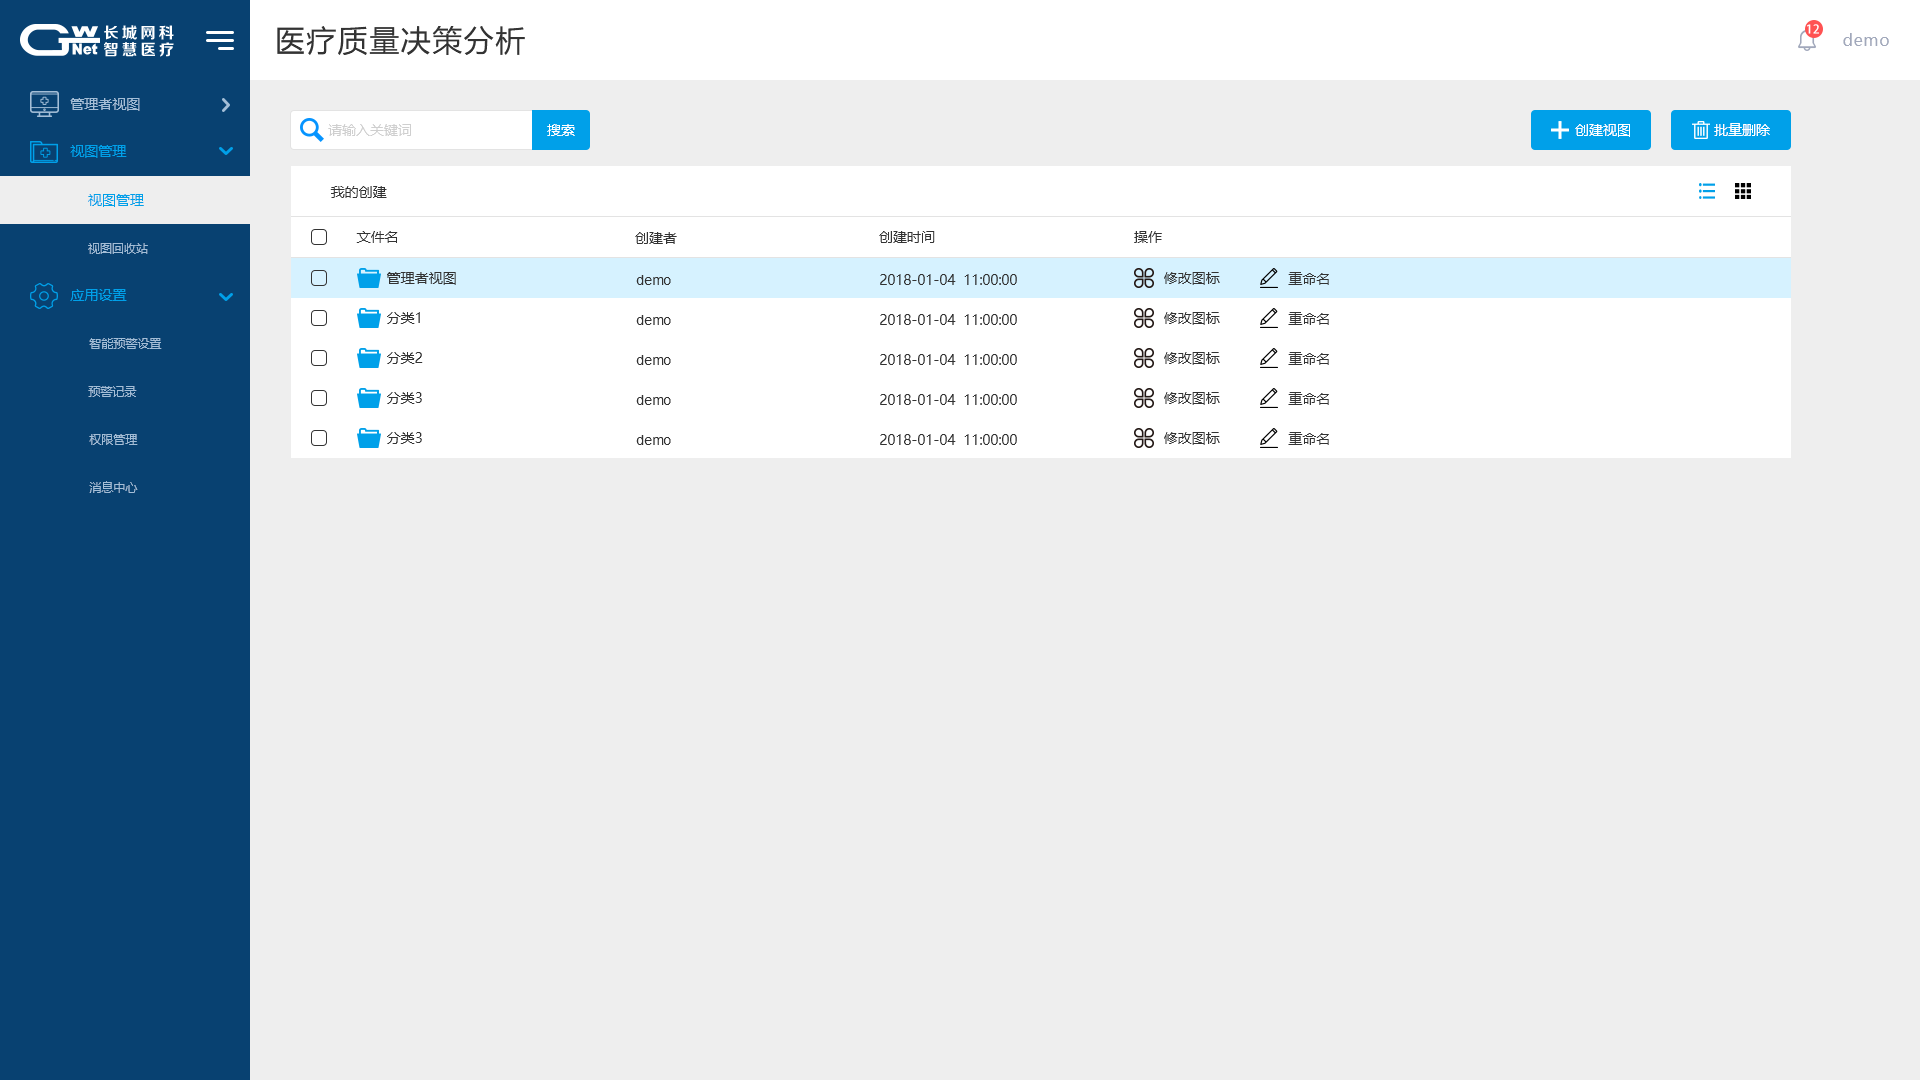 GW Net 长城网科 智慧医疗
医疗质量决策分析
12
demo
管理者视图
视图管理
视图管理
视图回收站
应用设置
智能预警设置
预警记录
权限管理
消息中心
请输入关键词 搜索
创建视图 批量删除
我的创建
文件名 创建者 创建时间 操作
管理者视图 demo 2018-01-04 11:00:00 修改图标 重命名
分类1 demo 2018-01-04 11:00:00 修改图标 重命名
分类2 demo 2018-01-04 11:00:00 修改图标 重命名
分类3 demo 2018-01-04 11:00:00 修改图标 重命名
分类3 demo 2018-01-04 11:00:00 修改图标 重命名